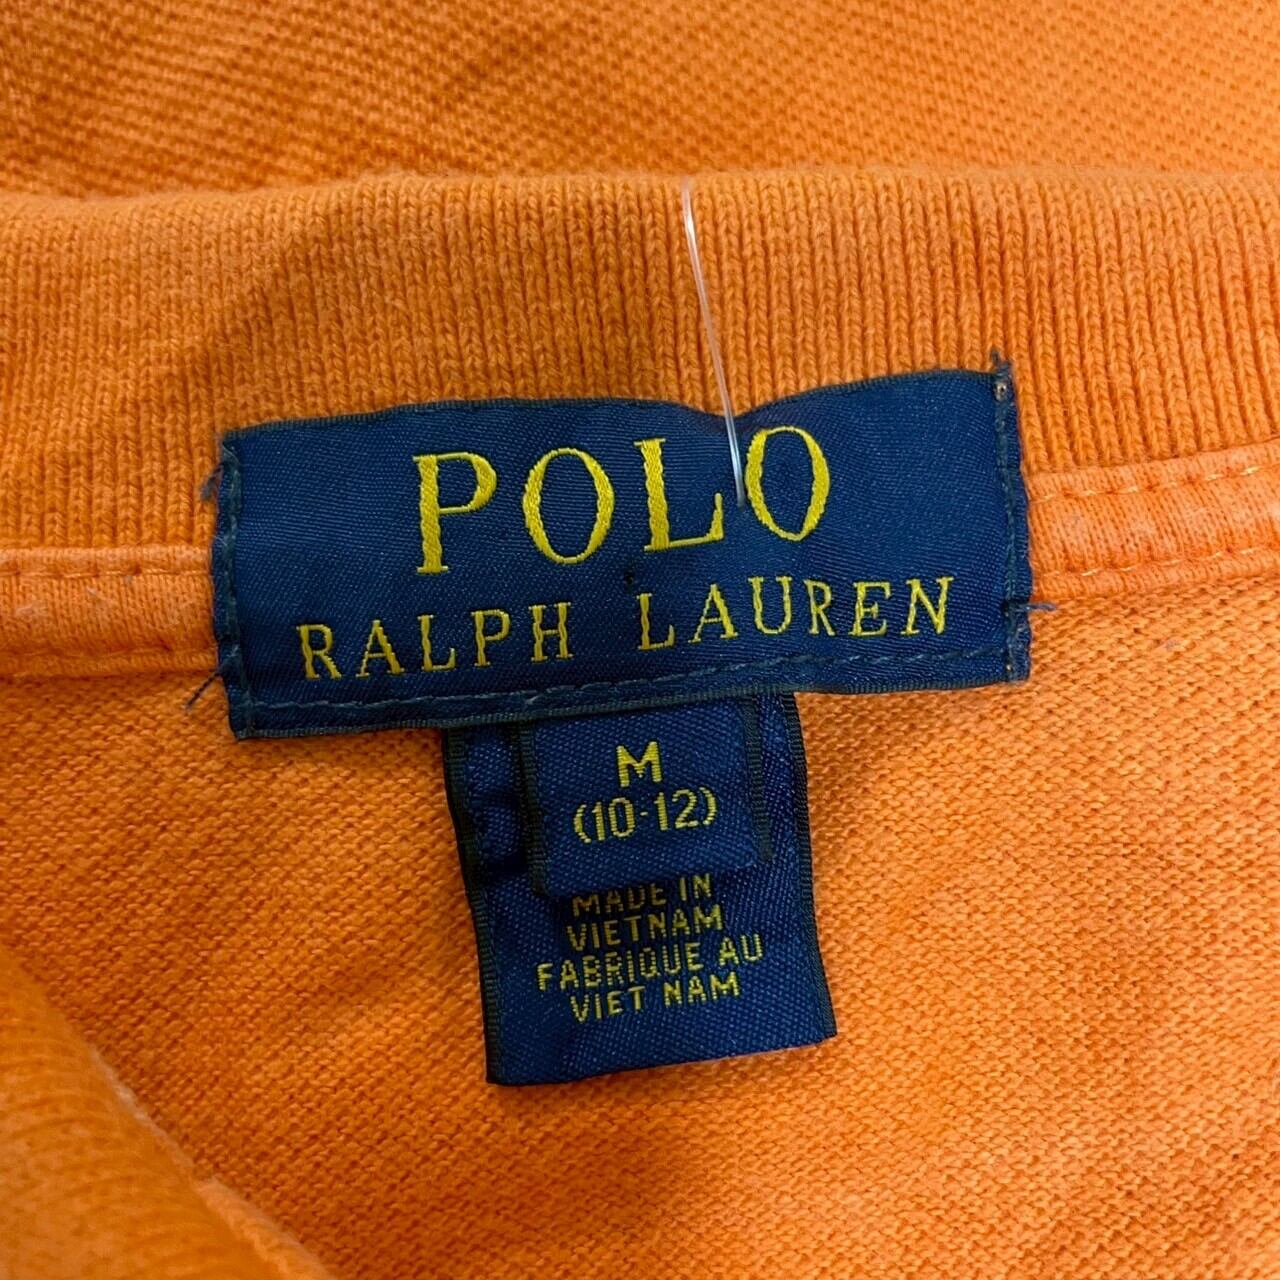 POLO
RALPH LAUREN
M
(10-12)
MADE IN
VIETNAM
FABRIQUE AU
VIET NAM